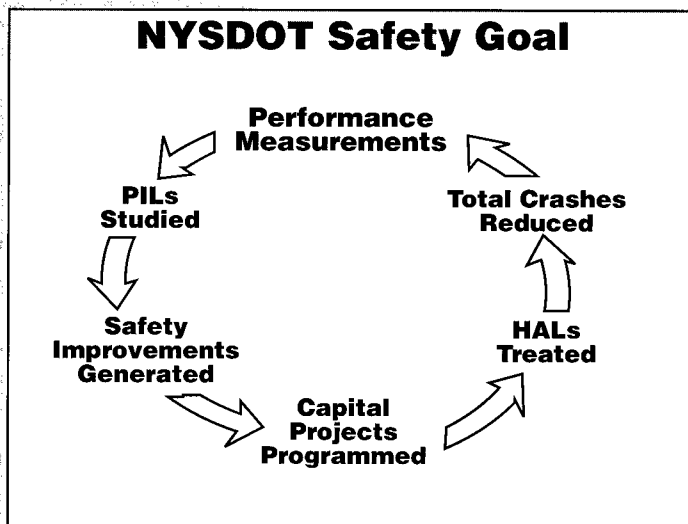 NYSDOT Safety Goal
Performance
Measurements
PILs
Studied
Safety
Improvements
Generated
Capital
Projects
Programmed
HALs
Treated
Total Crashes
Reduced